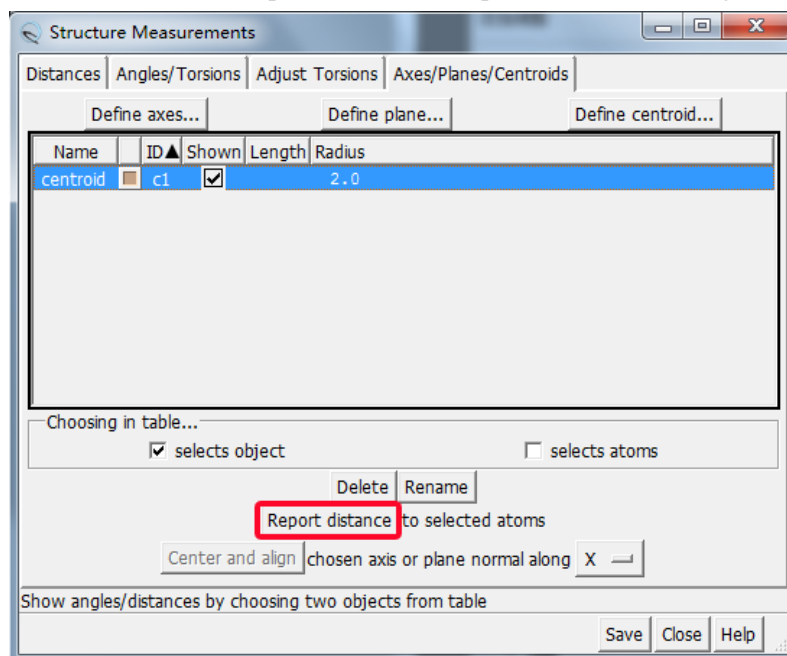 Structure Measurements
Distances Angles/Torsions Adjust Torsions Axes/Planes/Centroids
Define axes... Define plane... Define centroid...
Name ID▲ Shown Length Radius
centroid c1 2.0
Choosing in table...
selects object selects atoms
Delete Rename
Report distance to selected atoms
Center and align chosen axis or plane normal along X
Show angles/distances by choosing two objects from table
Save Close Help